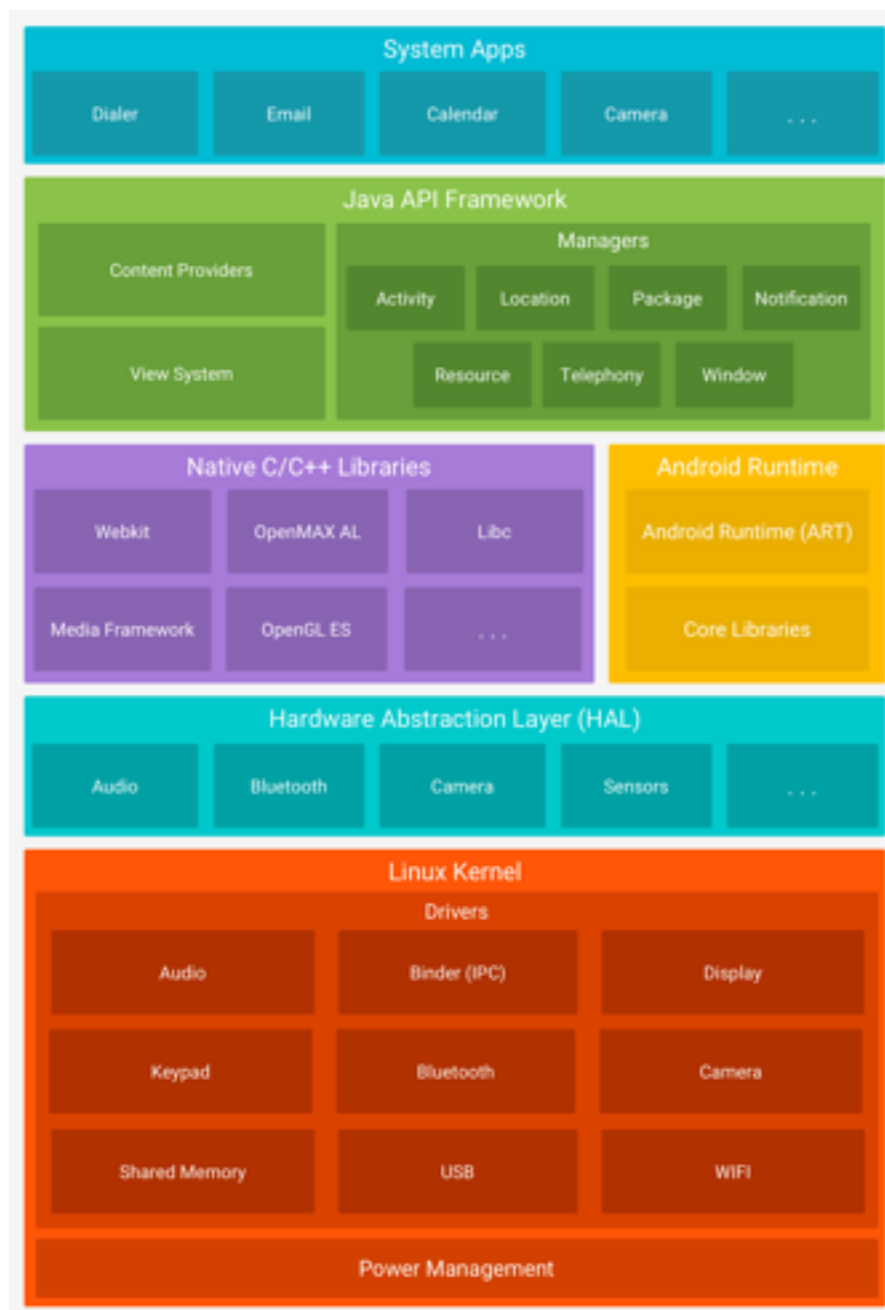 System Apps
Dialer Email Calendar Camera . . .
Java API Framework
Content Providers
View System
Managers
Activity Location Package Notification
Resource Telephony Window
Native C/C++ Libraries
Webkit OpenMAX AL Libc
Media Framework OpenGL ES . . .
Android Runtime
Android Runtime (ART)
Core Libraries
Hardware Abstraction Layer (HAL)
Audio Bluetooth Camera Sensors . . .
Linux Kernel
Drivers
Audio Binder (IPC) Display
Keypad Bluetooth Camera
Shared Memory USB WIFI
Power Management